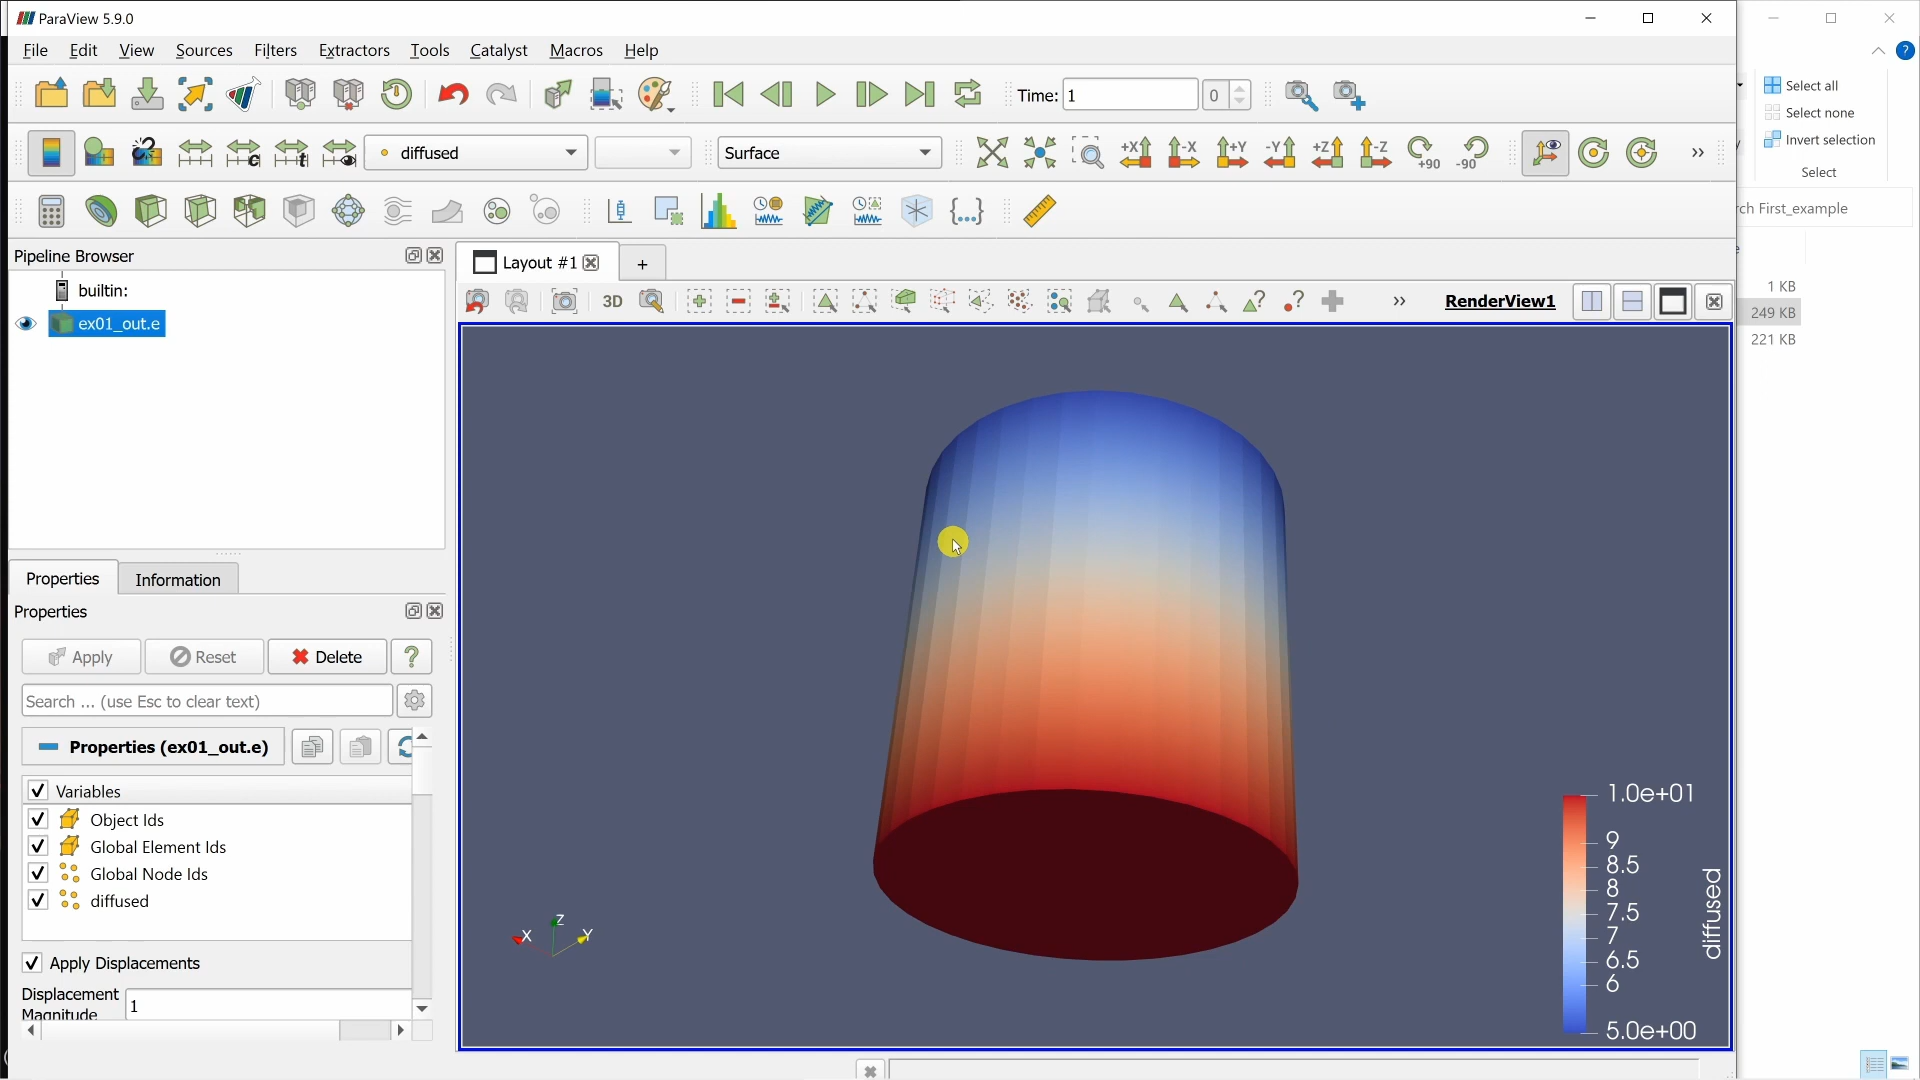 ParaView 5.9.0
File Edit View Sources Filters Extractors Tools Catalyst Macros Help
Time: 1 0
Select all
Select none
Invert selection
Select
diffused Surface +X -X +Y -Y +Z -Z +90 -90 »
ch First_example
Pipeline Browser
Layout #1 +
builtin:
3D » RenderView1
1 KB
ex01_out.e
249 KB
221 KB
Properties Information
Properties
Apply Reset Delete ?
Search ... (use Esc to clear text)
Properties (ex01_out.e)
Variables
Object Ids
Global Element Ids
Global Node Ids
diffused
Apply Displacements
Displacement Magnitude 1
X Z Y
1.0e+01
9
8.5
8
7.5
7
6.5
6
5.0e+00
diffused